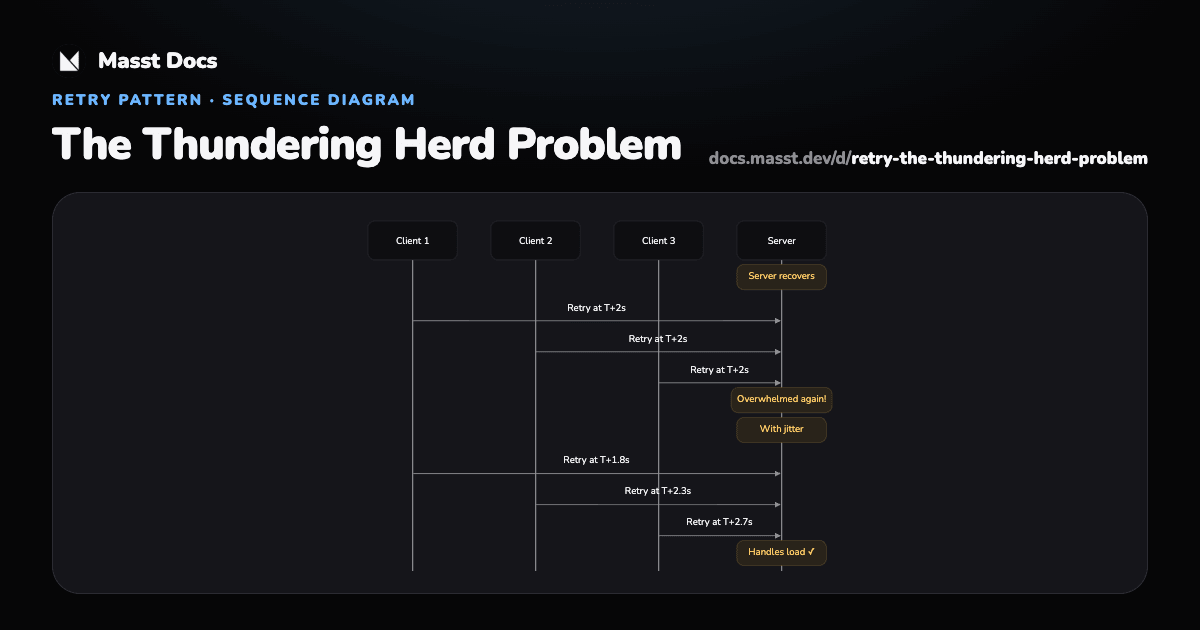 Masst Docs
RETRY PATTERN · SEQUENCE DIAGRAM
The Thundering Herd Problem
docs.masst.dev/d/retry-the-thundering-herd-problem
Client 1
Client 2
Client 3
Server
Server recovers
Retry at T+2s
Retry at T+2s
Retry at T+2s
Overwhelmed again!
With jitter
Retry at T+1.8s
Retry at T+2.3s
Retry at T+2.7s
Handles load ✓